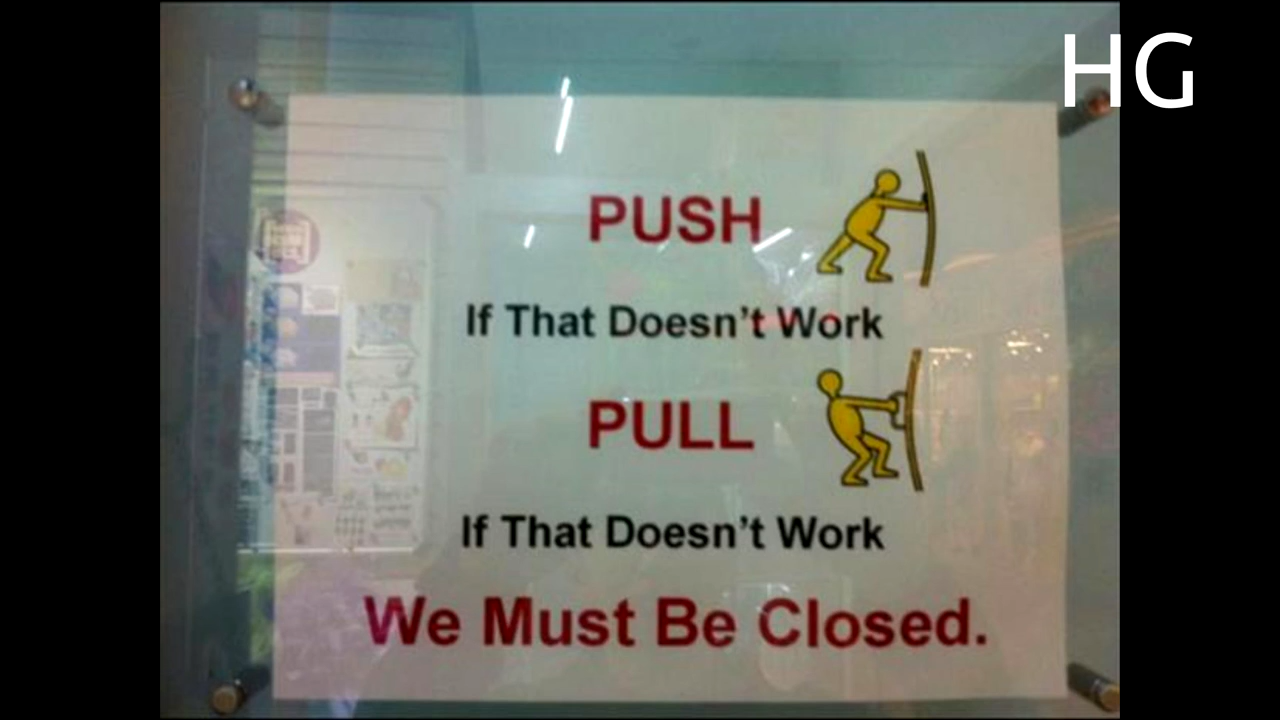 HG
PUSH
If That Doesn't Work
PULL
If That Doesn't Work
We Must Be Closed.